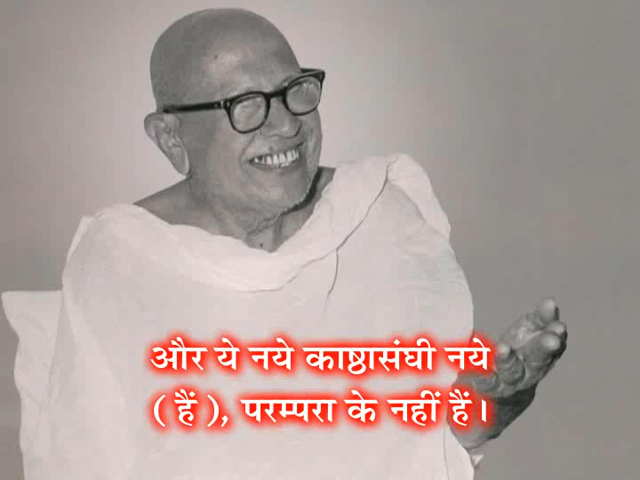 और ये नये काष्ठासंघी नये
( हैं ), परम्परा के नहीं हैं।